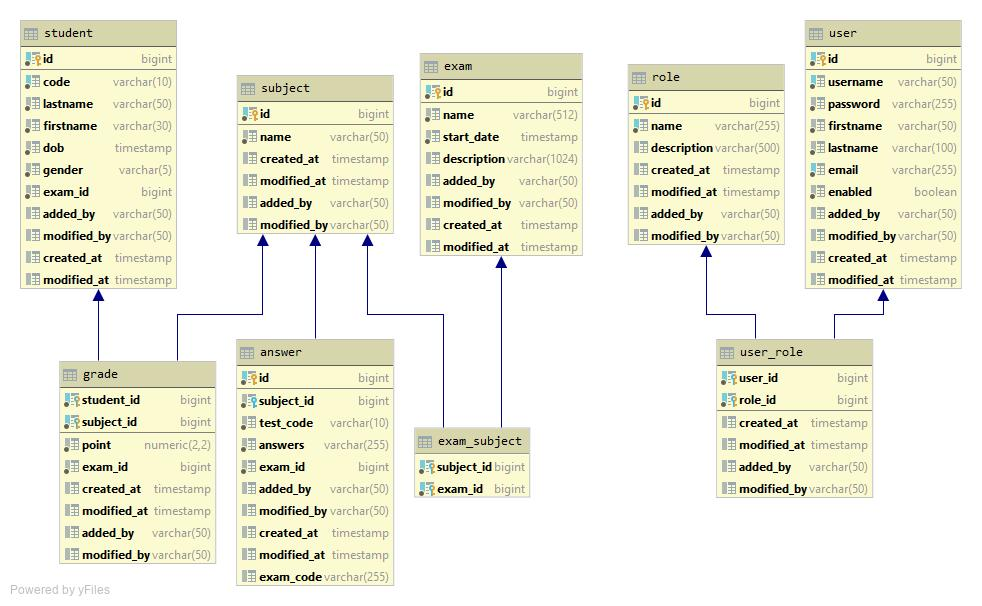 student
id bigint
code varchar(10)
lastname varchar(50)
firstname varchar(30)
dob timestamp
gender varchar(5)
exam_id bigint
added_by varchar(50)
modified_by varchar(50)
created_at timestamp
modified_at timestamp
subject
id bigint
name varchar(50)
created_at timestamp
modified_at timestamp
added_by varchar(50)
modified_by varchar(50)
exam
id bigint
name varchar(512)
start_date timestamp
description varchar(1024)
added_by varchar(50)
modified_by varchar(50)
created_at timestamp
modified_at timestamp
role
id bigint
name varchar(255)
description varchar(500)
created_at timestamp
modified_at timestamp
added_by varchar(50)
modified_by varchar(50)
user
id bigint
username varchar(50)
password varchar(255)
firstname varchar(50)
lastname varchar(100)
email varchar(255)
enabled boolean
added_by varchar(50)
modified_by varchar(50)
created_at timestamp
modified_at timestamp
grade
student_id bigint
subject_id bigint
point numeric(2,2)
exam_id bigint
created_at timestamp
modified_at timestamp
added_by varchar(50)
modified_by varchar(50)
answer
id bigint
subject_id bigint
test_code varchar(10)
answers varchar(255)
exam_id bigint
added_by varchar(50)
modified_by varchar(50)
created_at timestamp
modified_at timestamp
exam_code varchar(255)
exam_subject
subject_id bigint
exam_id bigint
user_role
user_id bigint
role_id bigint
created_at timestamp
modified_at timestamp
added_by varchar(50)
modified_by varchar(50)
Powered by yFiles